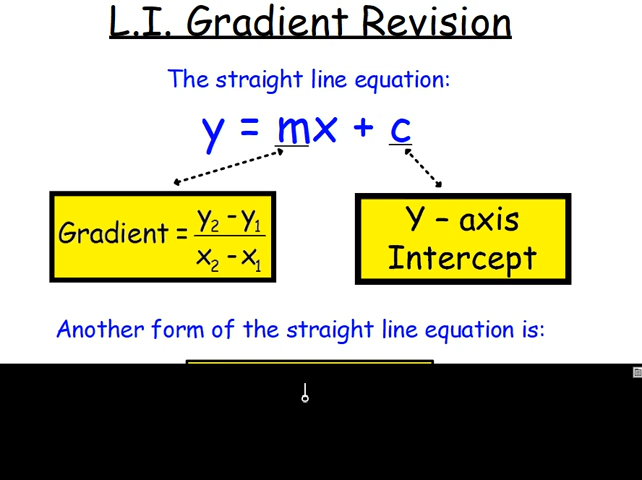 L.I. Gradient Revision
The straight line equation:
y = mx + c
Gradient = y₂ - y₁ / x₂ - x₁
Y – axis
Intercept
Another form of the straight line equation is: